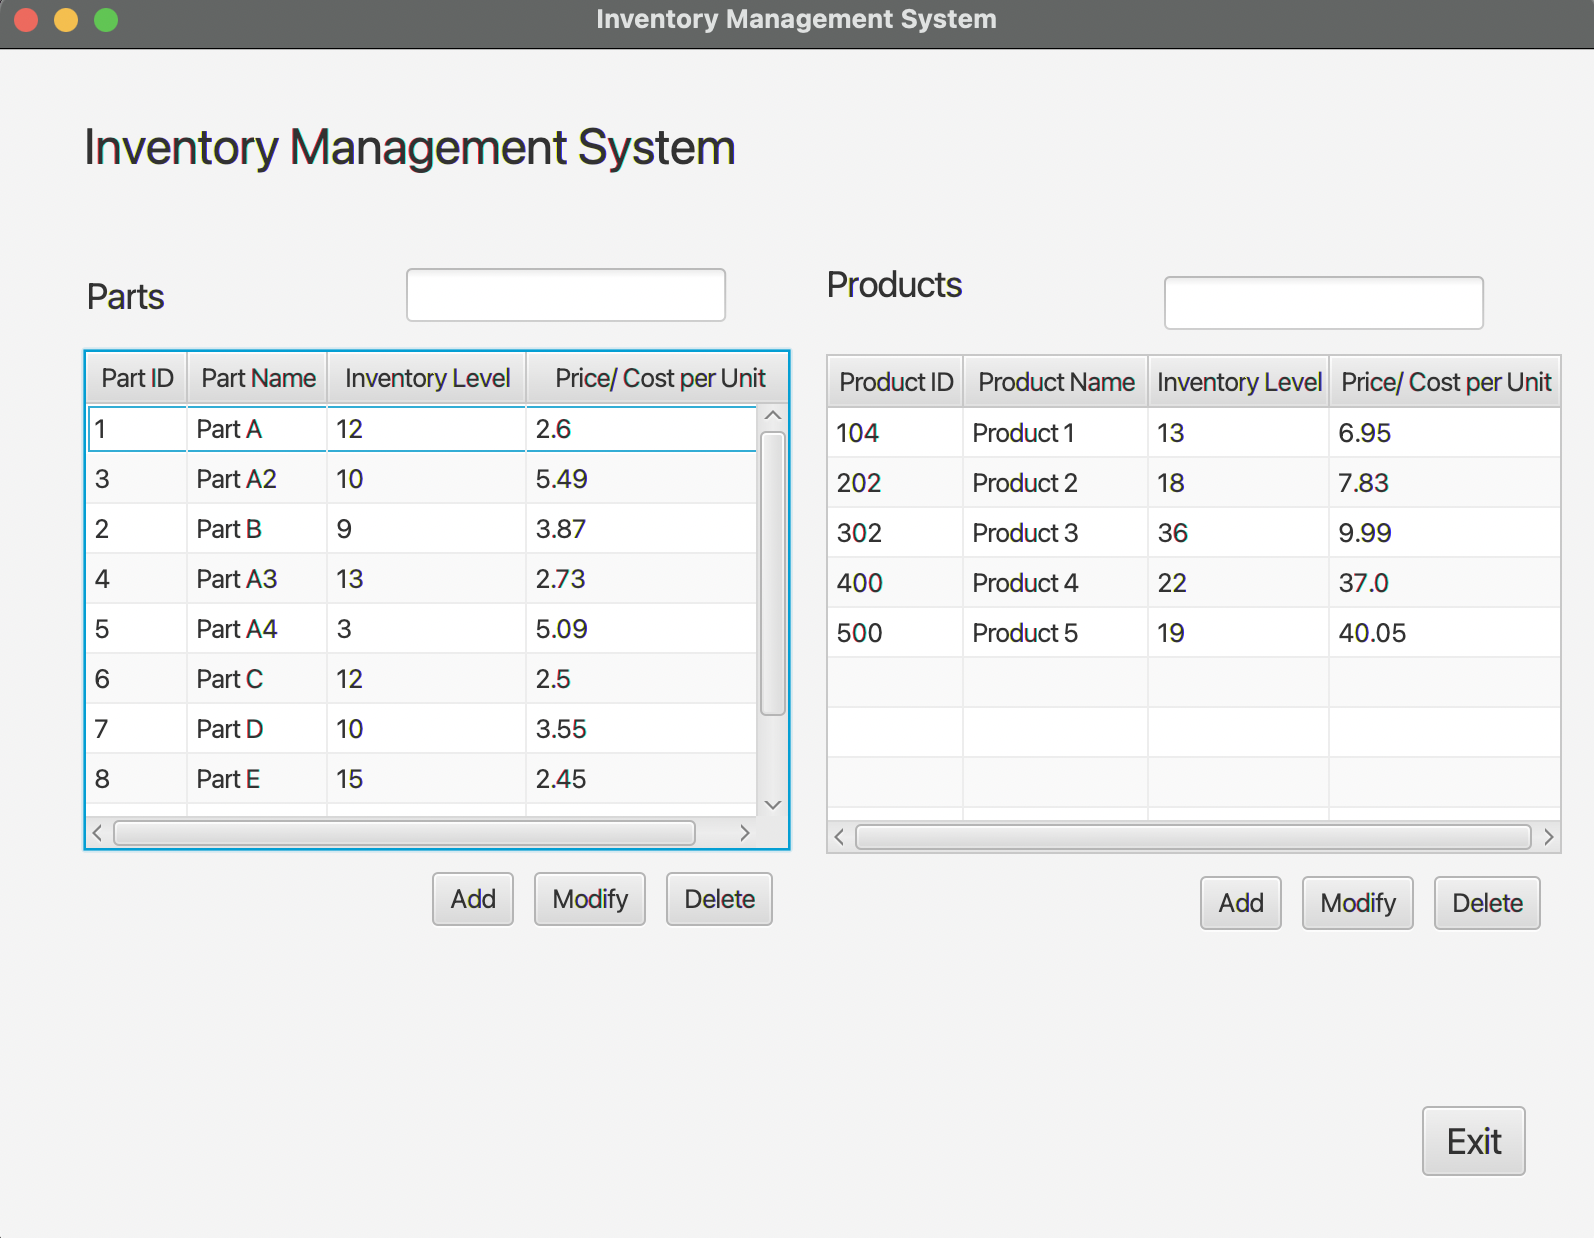 Inventory Management System
Inventory Management System
Parts
Part ID Part Name Inventory Level Price/ Cost per Unit
1 Part A 12 2.6
3 Part A2 10 5.49
2 Part B 9 3.87
4 Part A3 13 2.73
5 Part A4 3 5.09
6 Part C 12 2.5
7 Part D 10 3.55
8 Part E 15 2.45
Add Modify Delete
Products
Product ID Product Name Inventory Level Price/ Cost per Unit
104 Product 1 13 6.95
202 Product 2 18 7.83
302 Product 3 36 9.99
400 Product 4 22 37.0
500 Product 5 19 40.05
Add Modify Delete
Exit